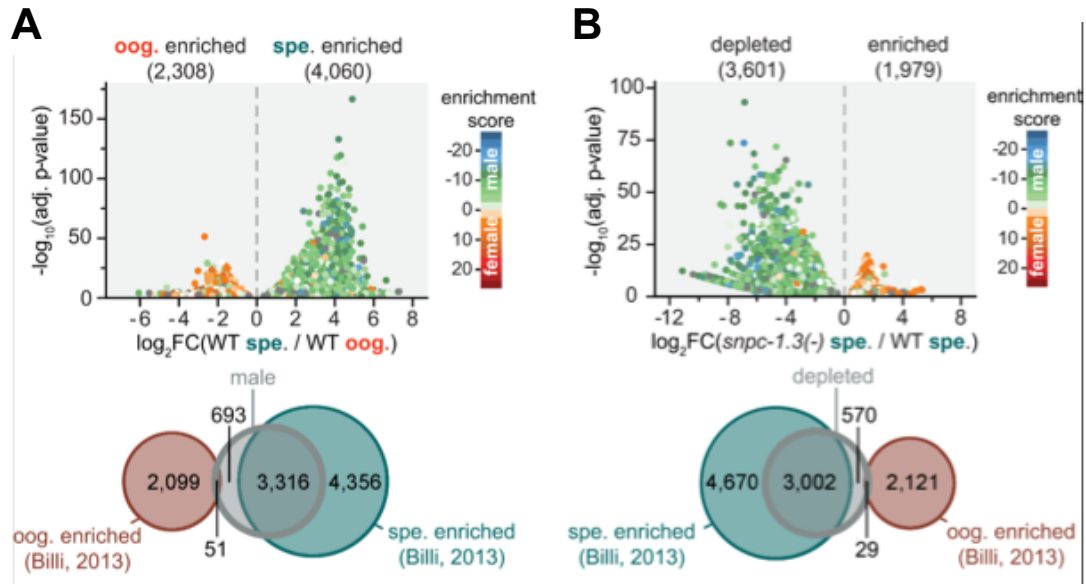 A
oog. enriched
(2,308)
spe. enriched
(4,060)
-log10(adj. p-value)
150
100
50
0
-6 -4 -2 0 2 4 6 8
log2FC(WT spe. / WT oog.)
enrichment
score
-20
-10
0
10
20
male
female
male
693
2,099
3,316
4,356
51
oog. enriched
(Billi, 2013)
spe. enriched
(Billi, 2013)
B
depleted
(3,601)
enriched
(1,979)
-log10(adj. p-value)
100
75
50
25
0
-12 -8 -4 0 4 8
log2FC(snpc-1.3(-) spe. / WT spe.)
enrichment
score
-20
-10
0
10
20
male
female
depleted
570
4,670
3,002
2,121
29
spe. enriched
(Billi, 2013)
oog. enriched
(Billi, 2013)